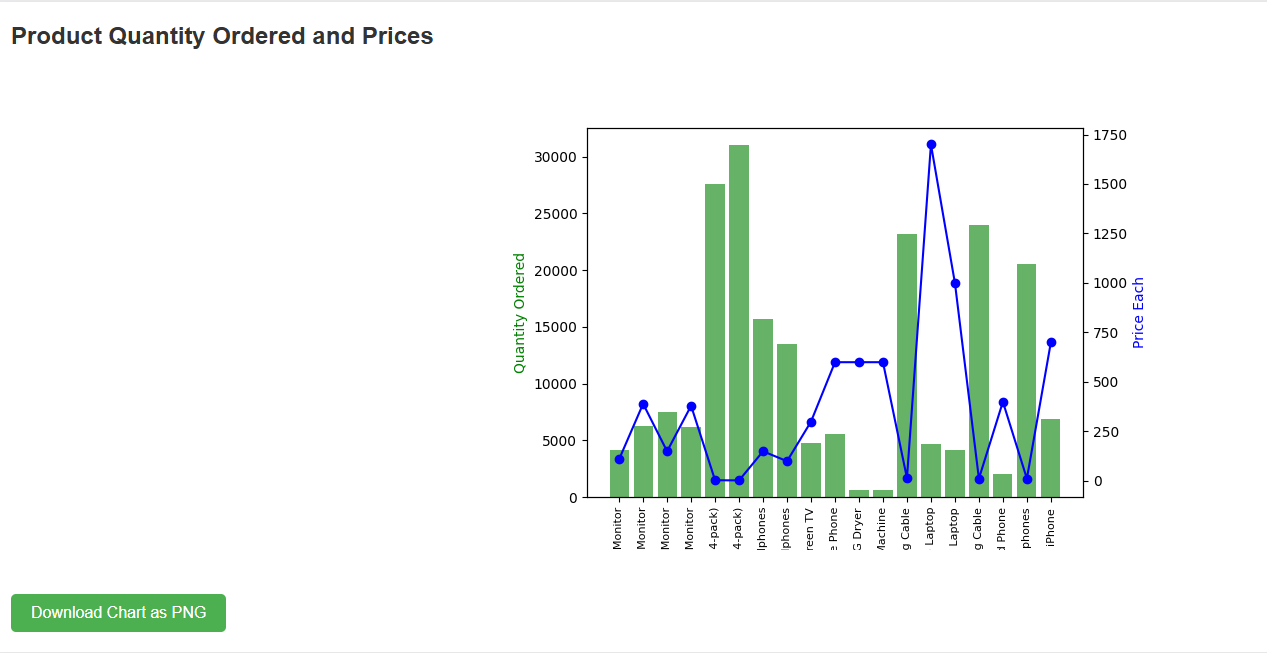 Product Quantity Ordered and Prices
30000
25000
20000
15000
10000
5000
0
Quantity Ordered
1750
1500
1250
1000
750
500
250
0
Price Each
Monitor
Monitor
Monitor
Monitor
4-pack)
4-pack)
phones
phones
reen TV
e Phone
G Dryer
Machine
g Cable
Laptop
Laptop
g Cable
d Phone
phones
iPhone
Download Chart as PNG